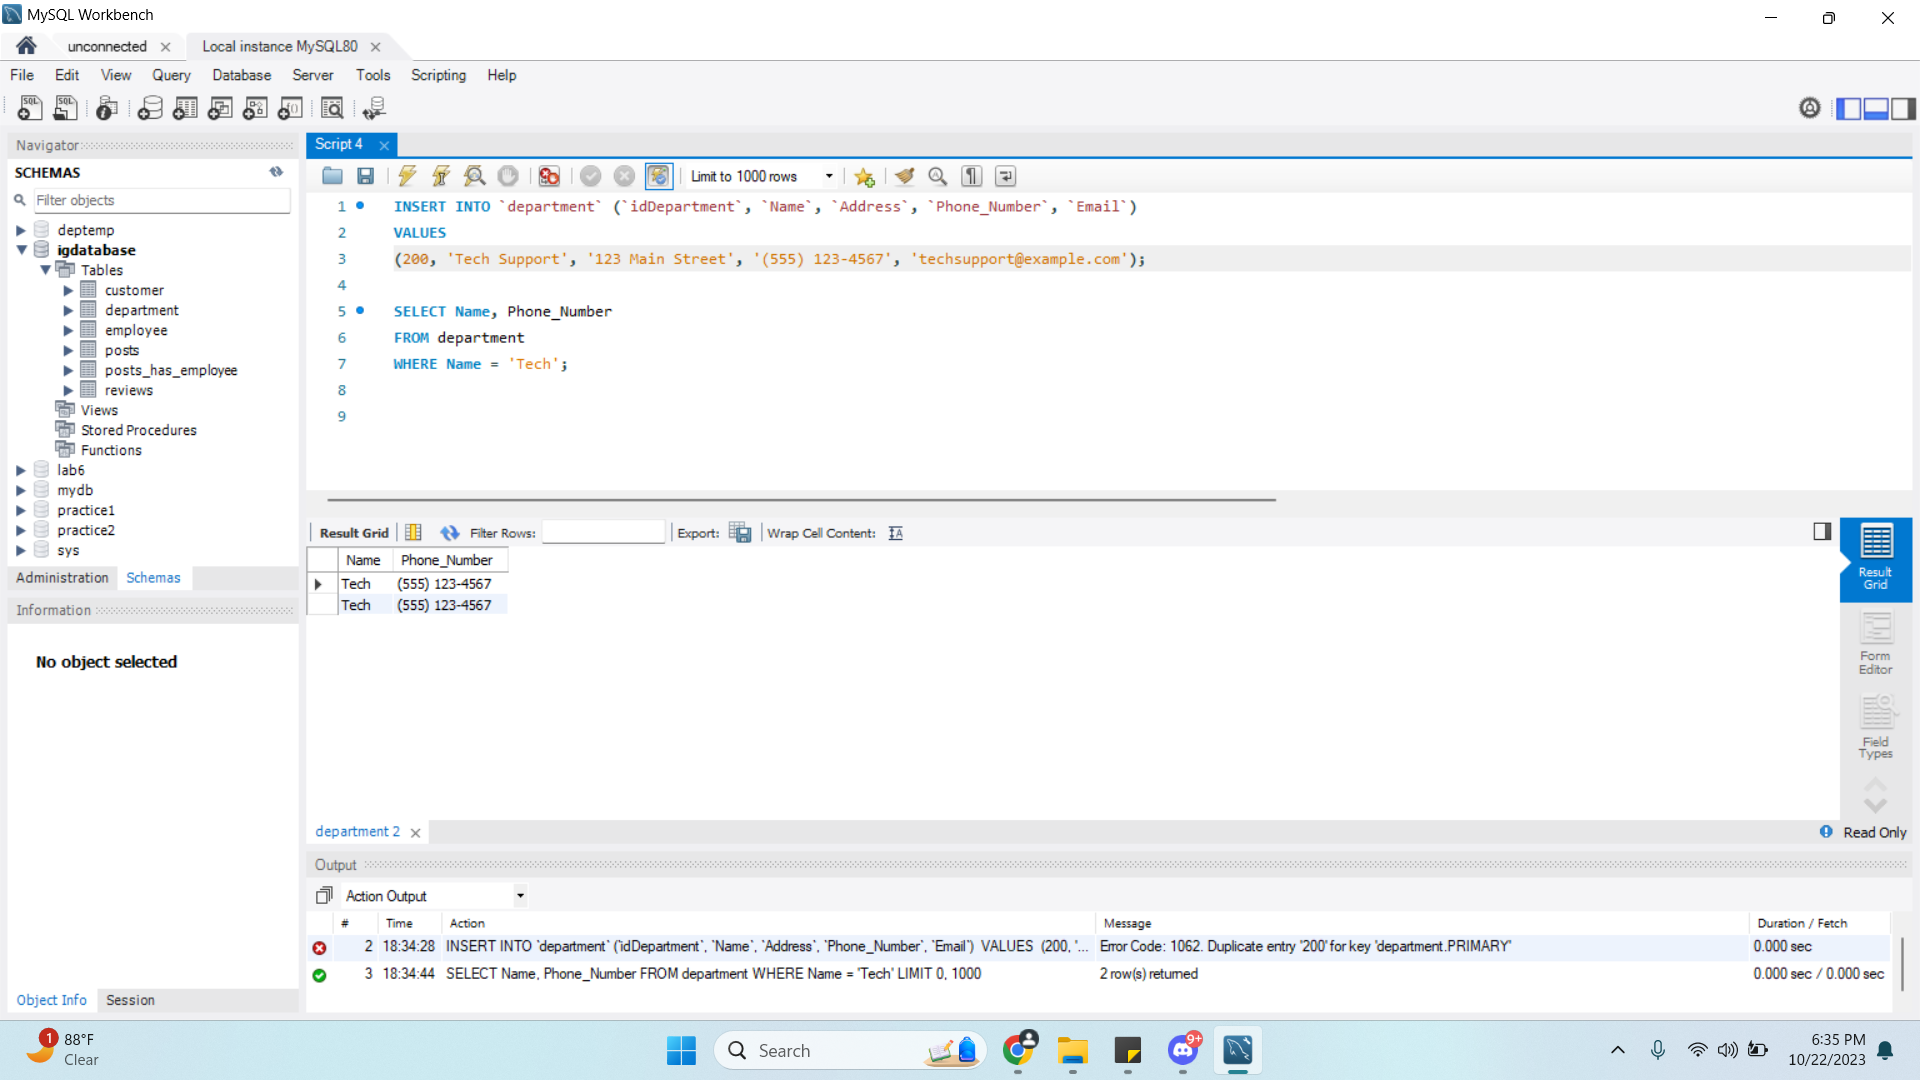 MySQL Workbench
unconnected
Local instance MySQL80
File Edit View Query Database Server Tools Scripting Help
Navigator
SCHEMAS
Filter objects
deptemp
igdatabase
Tables
customer
department
employee
posts
posts_has_employee
reviews
Views
Stored Procedures
Functions
lab6
mydb
practice1
practice2
sys
Administration Schemas
Information
No object selected
Object Info Session
Script 4
Limit to 1000 rows
1 INSERT INTO `department` (`idDepartment`, `Name`, `Address`, `Phone_Number`, `Email`)
2 VALUES
3 (200, 'Tech Support', '123 Main Street', '(555) 123-4567', 'techsupport@example.com');
4
5 SELECT Name, Phone_Number
6 FROM department
7 WHERE Name = 'Tech';
8
9
Result Grid Filter Rows: Export: Wrap Cell Content:
Name Phone_Number
Tech (555) 123-4567
Tech (555) 123-4567
Result Grid
Form Editor
Field Types
department 2
Read Only
Output
Action Output
# Time Action Message Duration / Fetch
2 18:34:28 INSERT INTO `department` (`idDepartment`, `Name`, `Address`, `Phone_Number`, `Email`) VALUES (200, '... Error Code: 1062. Duplicate entry '200' for key 'department.PRIMARY' 0.000 sec
3 18:34:44 SELECT Name, Phone_Number FROM department WHERE Name = 'Tech' LIMIT 0, 1000 2 row(s) returned 0.000 sec / 0.000 sec
1
88°F
Clear
Search
9+
6:35 PM
10/22/2023